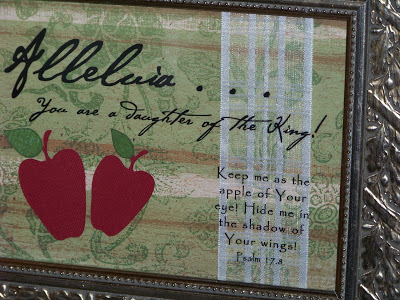 Alleluia . . .
You are a daughter of the King!
Keep me as the
apple of Your
eye! Hide me in
the shadow of
Your wings!
Psalm 17:8